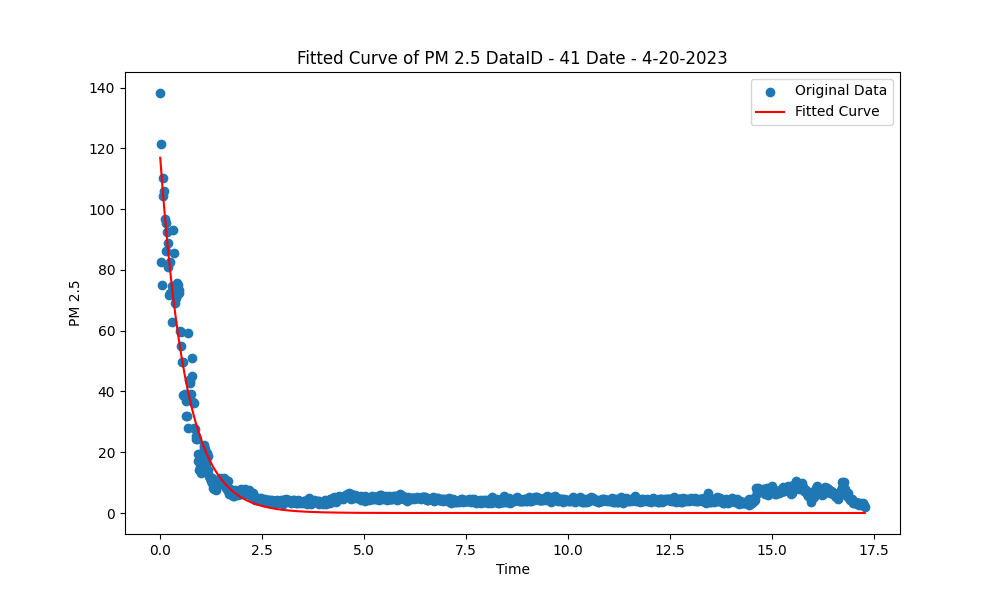 Fitted Curve of PM 2.5 DataID - 41 Date - 4-20-2023
Original Data
Fitted Curve
140
120
100
80
60
40
20
0
PM 2.5
0.0 2.5 5.0 7.5 10.0 12.5 15.0 17.5
Time